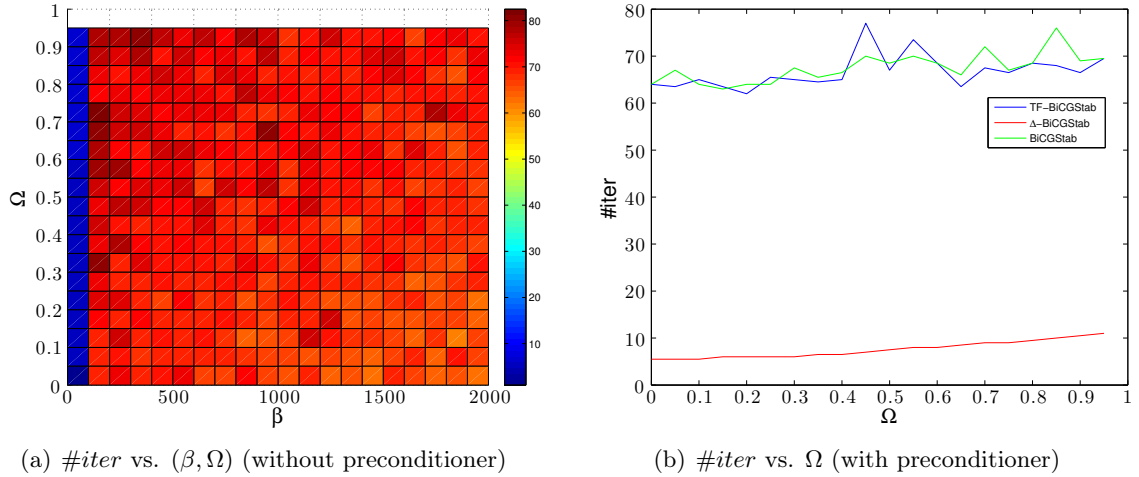 1
0.9
0.8
0.7
0.6
0.5
0.4
0.3
0.2
0.1
0
Ω
0 500 1000 1500 2000
β
80
70
60
50
40
30
20
10
(a) #iter vs. (β, Ω) (without preconditioner)
80
70
60
50
40
30
20
10
0
#iter
0 0.1 0.2 0.3 0.4 0.5 0.6 0.7 0.8 0.9 1
Ω
TF-BiCGStab
Δ-BiCGStab
BiCGStab
(b) #iter vs. Ω (with preconditioner)